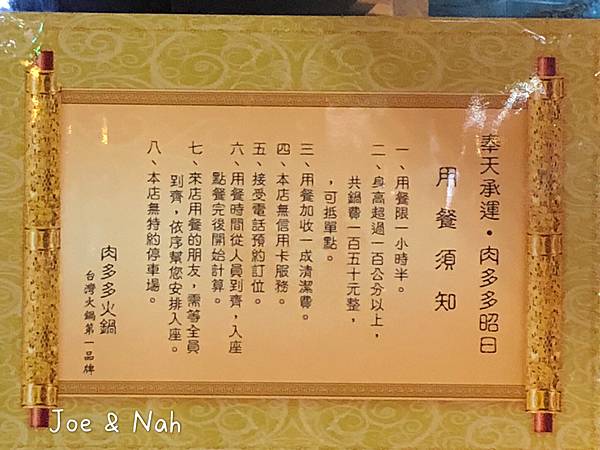 奉天承運•肉多多昭曰
用餐須知
一、用餐限一小時半。
二、身高超過一百公分以上，
共鍋費一百五十元整，
，可抵單點。
三、用餐加收一成清潔費。
四、本店無信用卡服務。
五、接受電話預約訂位。
六、用餐時間從人員到齊，入座
點餐完後開始計算。
七、來店用餐的朋友，需等全員
到齊，依序幫您安排入座。
八、本店無特約停車場。
肉多多火鍋
台灣火鍋第一品牌
Joe & Nah